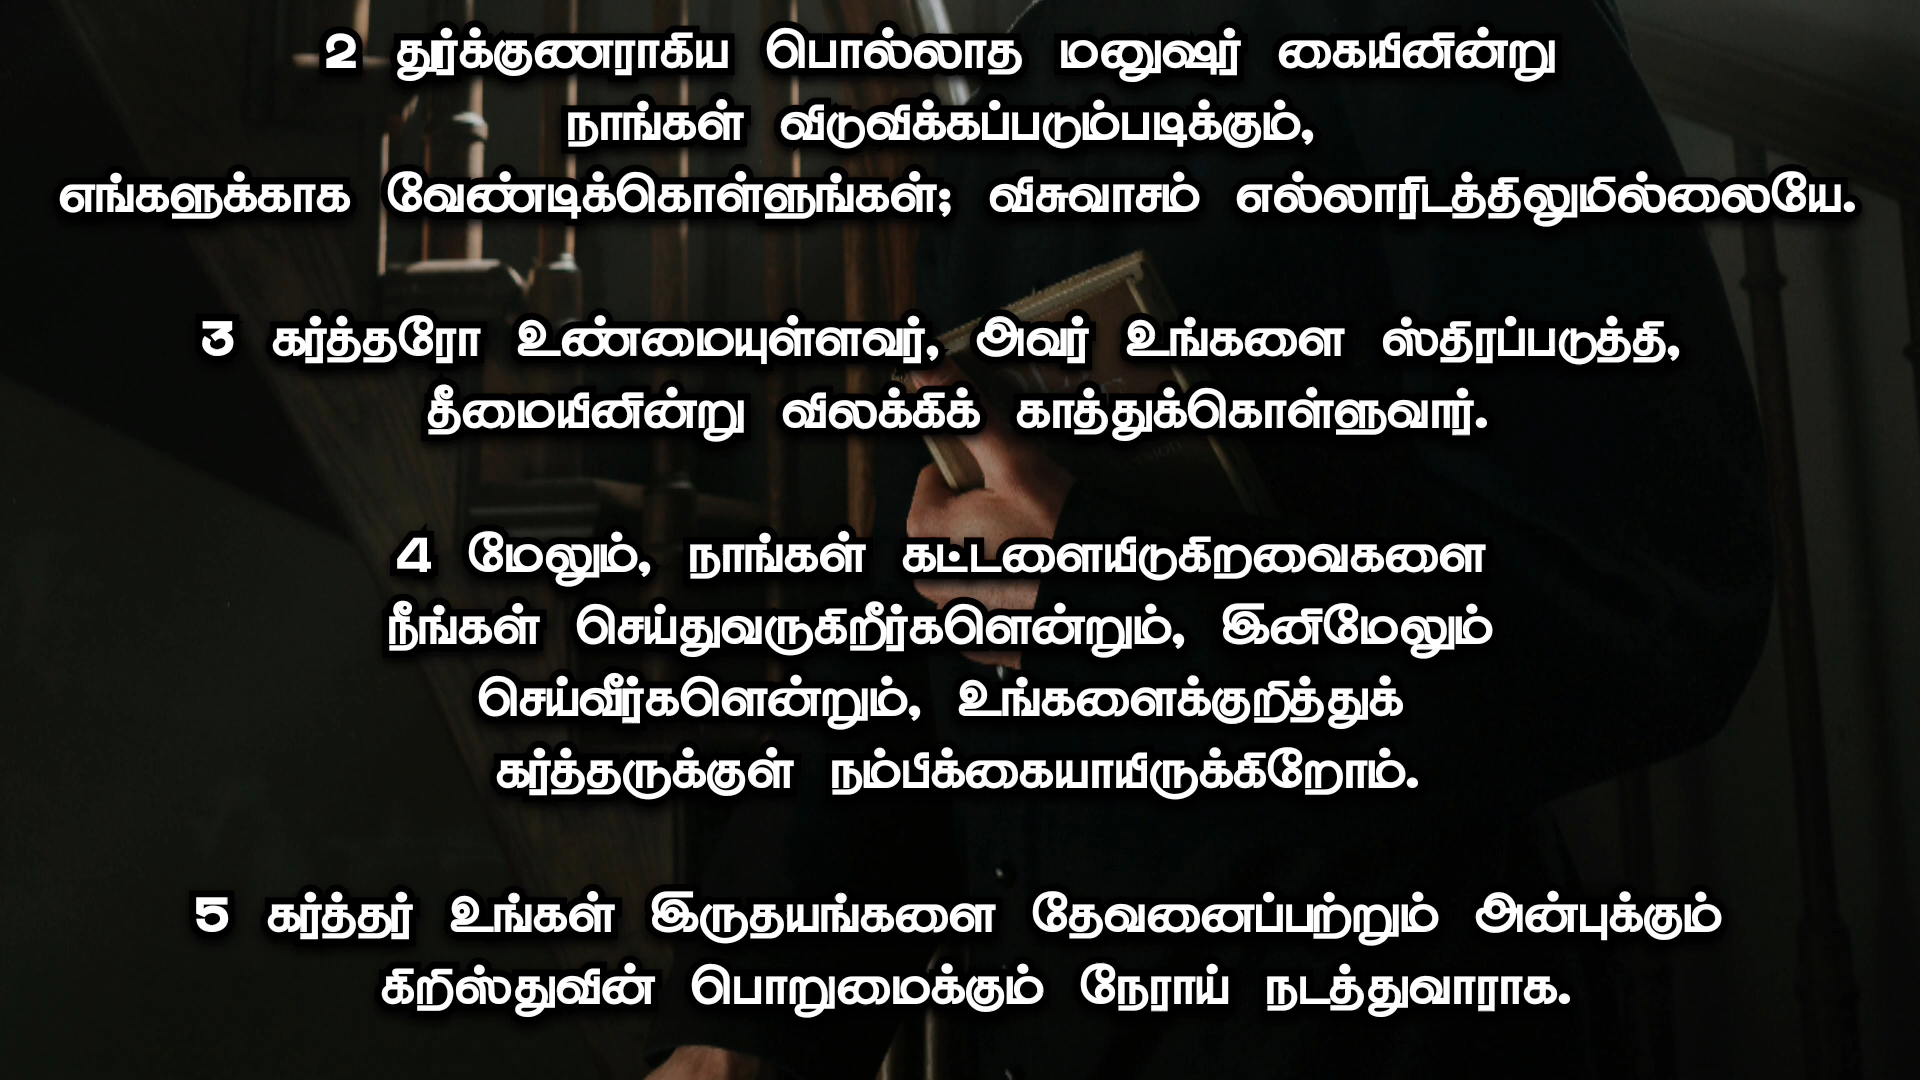 2 துர்க்குணராகிய பொல்லாத மனுஷர் கையினின்று
நாங்கள் விடுவிக்கப்படும்படிக்கும்,
எங்களுக்காக வேண்டிக்கொள்ளுங்கள்; விசுவாசம் எல்லாரிடத்திலுமில்லையே.
3 கர்த்தரோ உண்மையுள்ளவர், அவர் உங்களை ஸ்திரப்படுத்தி,
தீமையினின்று விலக்கிக் காத்துக்கொள்ளுவார்.
4 மேலும், நாங்கள் கட்டளையிடுகிறவைகளை
நீங்கள் செய்துவருகிறீர்களென்றும், இனிமேலும்
செய்வீர்களென்றும், உங்களைக்குறித்துக்
கர்த்தருக்குள் நம்பிக்கையாயிருக்கிறோம்.
5 கர்த்தர் உங்கள் இருதயங்களை தேவனைப்பற்றும் அன்புக்கும்
கிறிஸ்துவின் பொறுமைக்கும் நேராய் நடத்துவாராக.